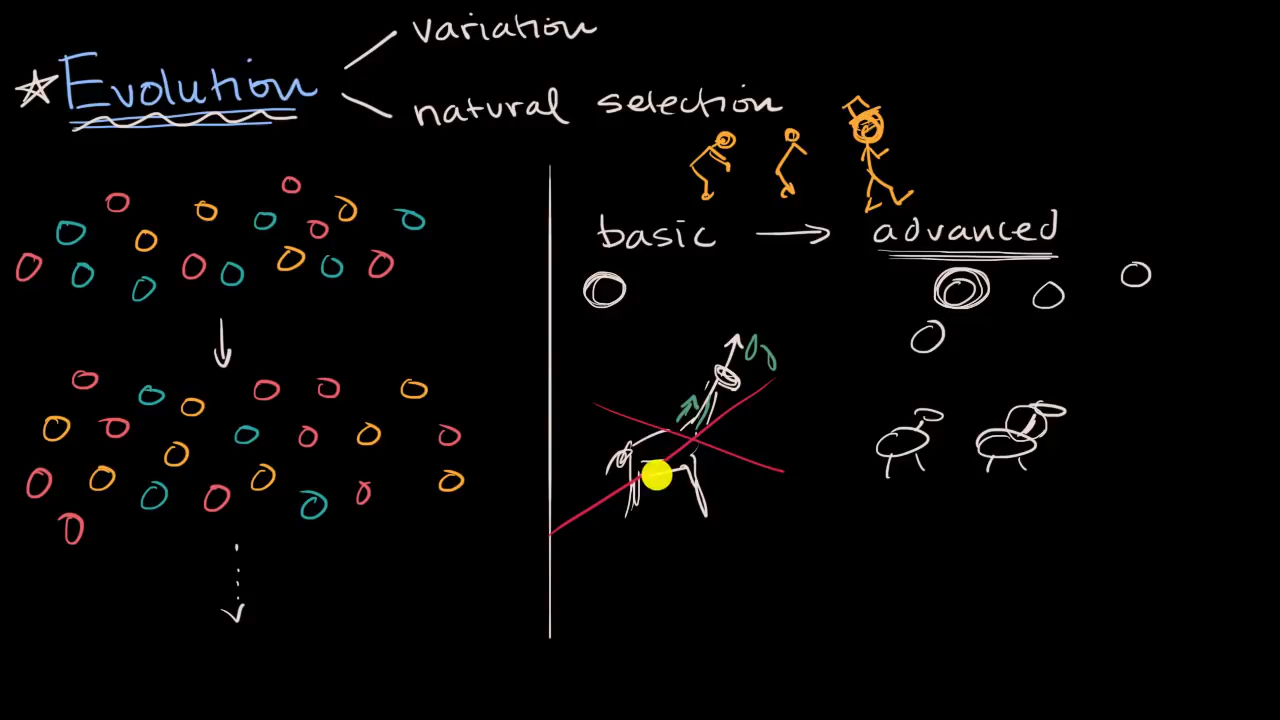 variation
Evolution
natural selection
basic → advanced